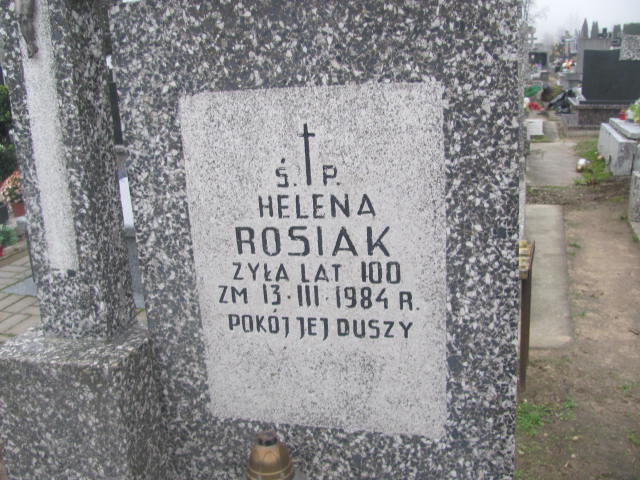 Ś. P.
HELENA
ROSIAK
ŻYŁA LAT 100
ZM 13·III·1984 R.
POKÓJ JEJ DUSZY